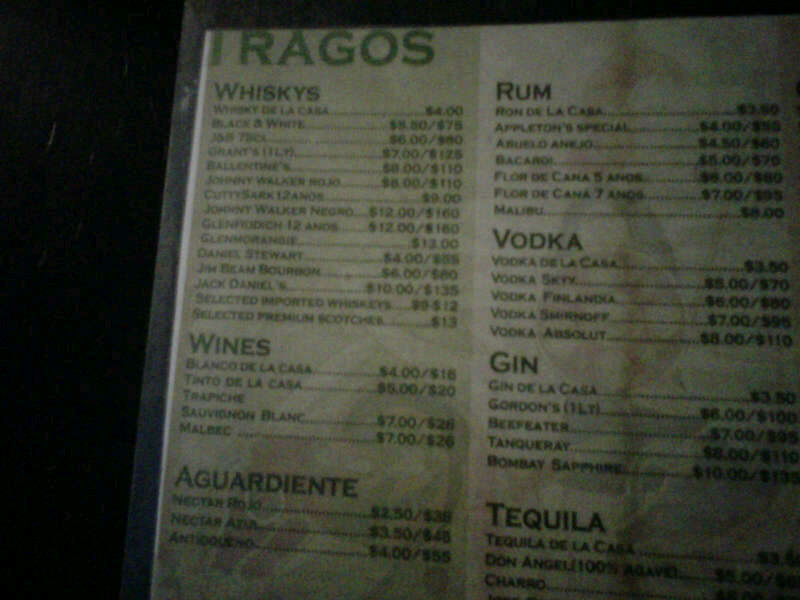 TRAGOS
WHISKYS
WHISKY DE LA CASA $4.00
BLACK & WHITE $5.50/$75
J&B 75CL $6.00/$80
GRANT'S (1LT) $7.00/$125
BALLENTINE'S $8.00/$110
JOHNNY WALKER ROJO $8.00/$110
CUTTYSARK 12ANOS $9.00
JOHNNY WALKER NEGRO $12.00/$160
GLENFIDDICH 12 ANOS $12.00/$160
GLENMORANGIE $13.00
DANIEL STEWART $4.00/$55
JIM BEAM BOURBON $6.00/$80
JACK DANIEL'S $10.00/$135
SELECTED IMPORTED WHISKEYS $9-$12
SELECTED PREMIUM SCOTCHES $13
WINES
BLANCO DE LA CASA $4.00/$16
TINTO DE LA CASA $5.00/$20
TRAPICHE
SAUVIGNON BLANC $7.00/$26
MALBEC $7.00/$26
AGUARDIENTE
NECTAR ROJO $2.50/$38
NECTAR AZUL $3.50/$48
ANTIOQUENO $4.00/$55
RUM
RON DE LA CASA $3.50
APPLETON'S SPECIAL $4.00/$55
ABUELO ANEJO $4.50/$60
BACARDI $5.00/$70
FLOR DE CANA 5 ANOS $6.00/$80
FLOR DE CANA 7 ANOS $7.00/$95
MALIBU $8.00
VODKA
VODKA DE LA CASA $3.50
VODKA SKYY $5.00/$70
VODKA FINLANDIA $6.00/$80
VODKA SMIRNOFF $7.00/$95
VODKA ABSOLUT $8.00/$110
GIN
GIN DE LA CASA $3.50
GORDON'S (1LT) $6.00/$100
BEEFEATER $7.00/$95
TANQUERAY $8.00/$110
BOMBAY SAPPHIRE $10.00/$135
TEQUILA
TEQUILA DE LA CASA
DON ANGEL(100% AGAVE)
CHARRO